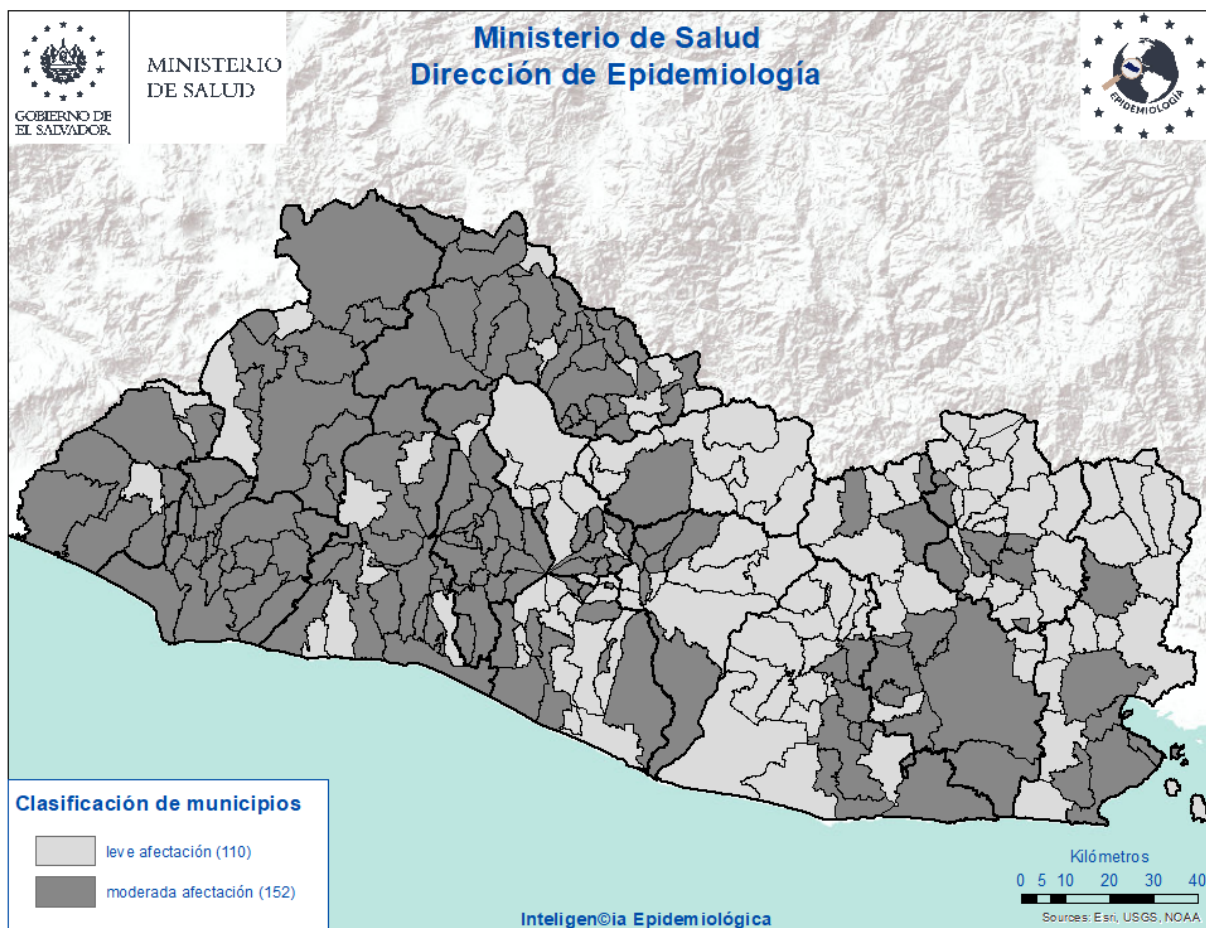 Ministerio de Salud
Dirección de Epidemiología
GOBIERNO DE
EL SALVADOR
MINISTERIO
DE SALUD
EPIDEMIOLOGÍA
Clasificación de municipios
leve afectación (110)
moderada afectación (152)
Inteligen©ia Epidemiológica
Kilómetros
0 5 10 20 30 40
Sources: Esri, USGS, NOAA